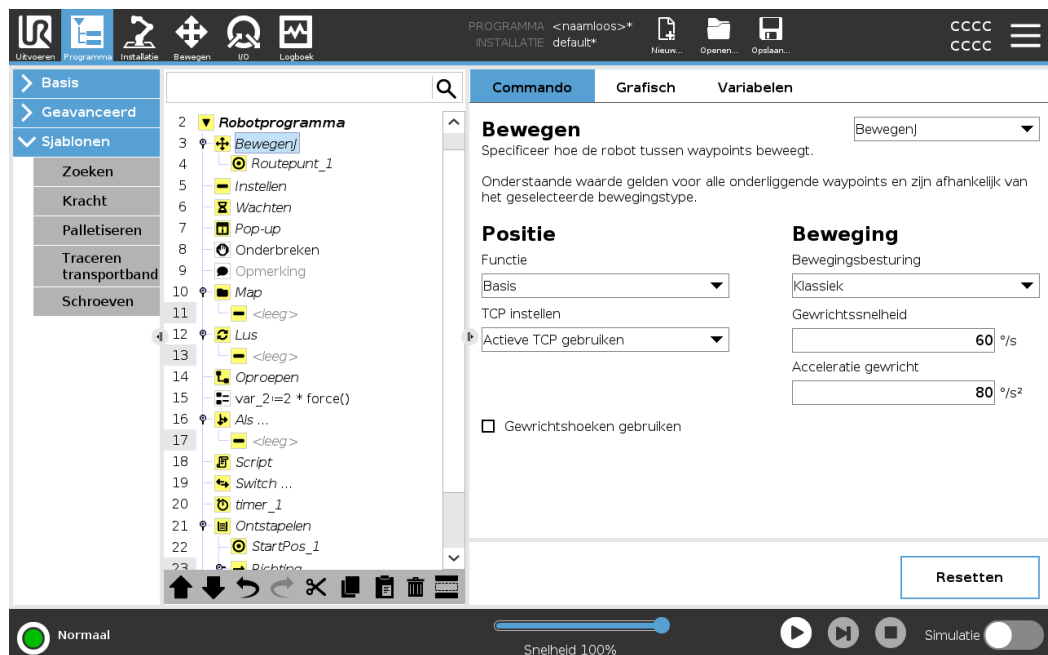 UR
PROGRAMMA <naamloos>*
INSTALLATIE default*
Uitvoeren
Programma
Installatie
Bewegen
I/O
Logboek
Nieuw...
Openen...
Opslaan...
CCCC
CCCC
Basis
Geavanceerd
Sjablonen
Zoeken
Kracht
Palletiseren
Traceren
transportband
Schroeven
2 Robotprogramma
3 BewegenJ
4 Routepunt_1
5 Instellen
6 Wachten
7 Pop-up
8 Onderbreken
9 Opmerking
10 Map
11 <leeg>
12 Lus
13 <leeg>
14 Oproepen
15 var_2:=2 * force()
16 Als ...
17 <leeg>
18 Script
19 Switch ...
20 timer_1
21 Ontstapelen
22 StartPos_1
23 Richting
Commando
Grafisch
Variabelen
Bewegen
BewegenJ
Specificeer hoe de robot tussen waypoints beweegt.
Onderstaande waarde gelden voor alle onderliggende waypoints en zijn afhankelijk van
het geselecteerde bewegingstype.
Positie
Functie
Basis
TCP instellen
Actieve TCP gebruiken
Gewrichtshoeken gebruiken
Beweging
Bewegingsbesturing
Klassiek
Gewrichtssnelheid
60 °/s
Acceleratie gewricht
80 °/s²
Resetten
Normaal
Snelheid 100%
Simulatie